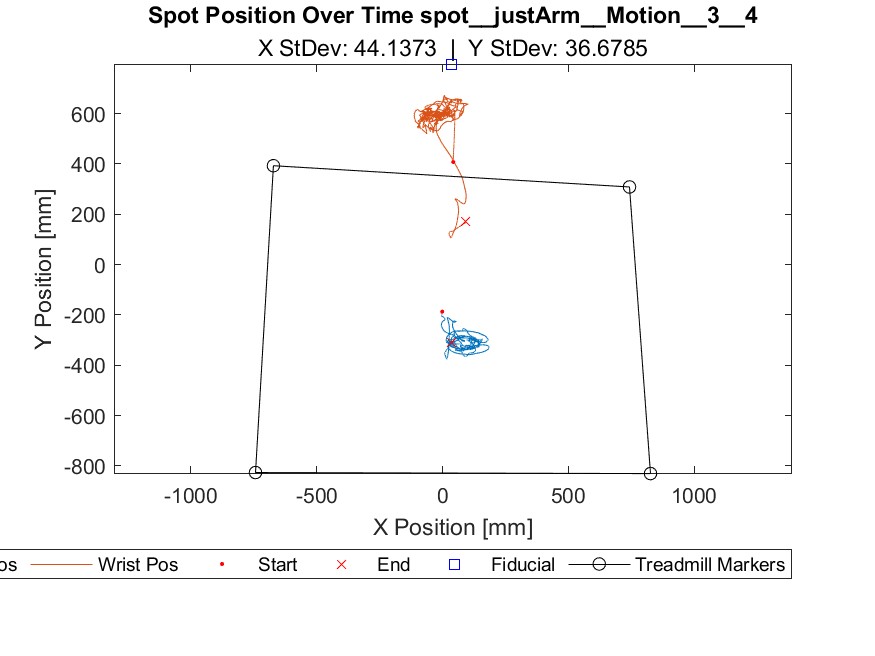 Spot Position Over Time spot__justArm__Motion__3__4
X StDev: 44.1373 | Y StDev: 36.6785
600
400
200
0
-200
-400
-600
-800
Y Position [mm]
-1000 -500 0 500 1000
X Position [mm]
os Wrist Pos Start End Fiducial Treadmill Markers